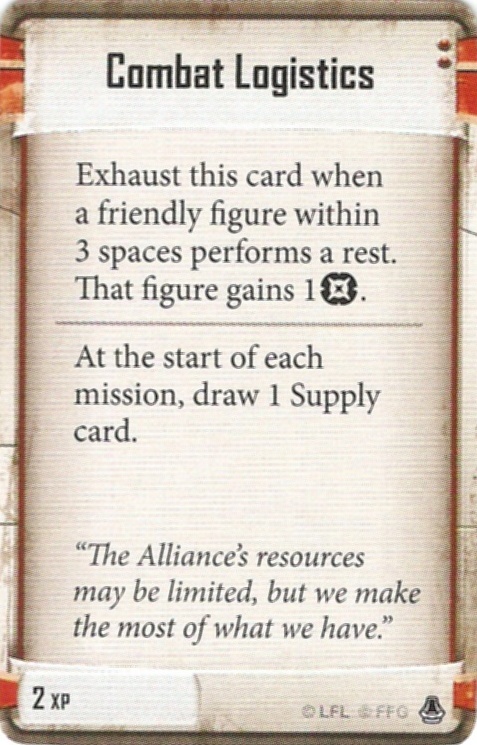 Combat Logistics
Exhaust this card when
a friendly figure within
3 spaces performs a rest.
That figure gains 1.
At the start of each
mission, draw 1 Supply
card.
“The Alliance’s resources
may be limited, but we make
the most of what we have.”
2 XP
© LFL © FFG